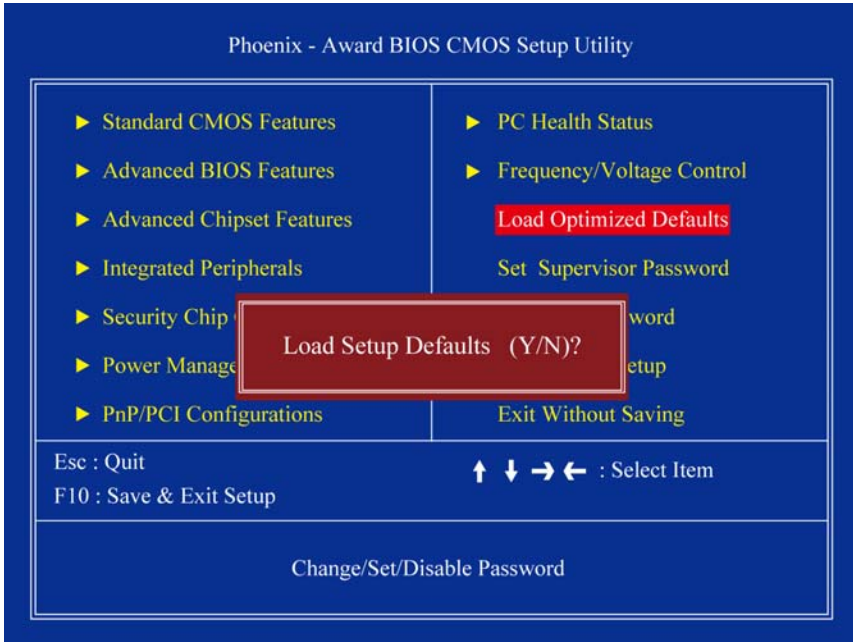 Phoenix - Award BIOS CMOS Setup Utility
► Standard CMOS Features
► Advanced BIOS Features
► Advanced Chipset Features
► Integrated Peripherals
► Security Chip
► Power Manage
► PnP/PCI Configurations
► PC Health Status
► Frequency/Voltage Control
Load Optimized Defaults
Set Supervisor Password
word
etup
Exit Without Saving
Load Setup Defaults (Y/N)?
Esc : Quit
F10 : Save & Exit Setup
↑ ↓ → ← : Select Item
Change/Set/Disable Password